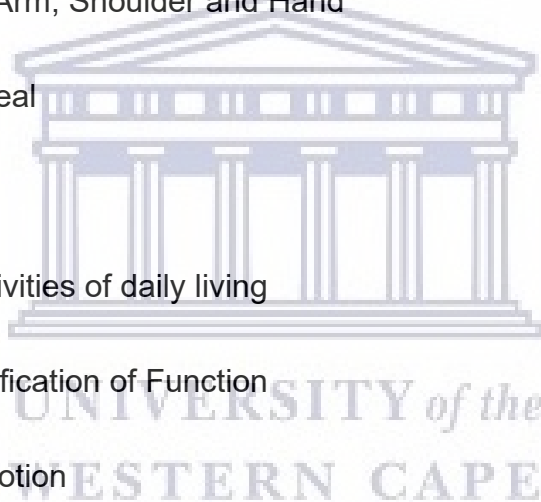 Arm, Shoulder and Hand
eal
ivities of daily living
fication of Function
UNIVERSITY of the
otion
WESTERN CAPE